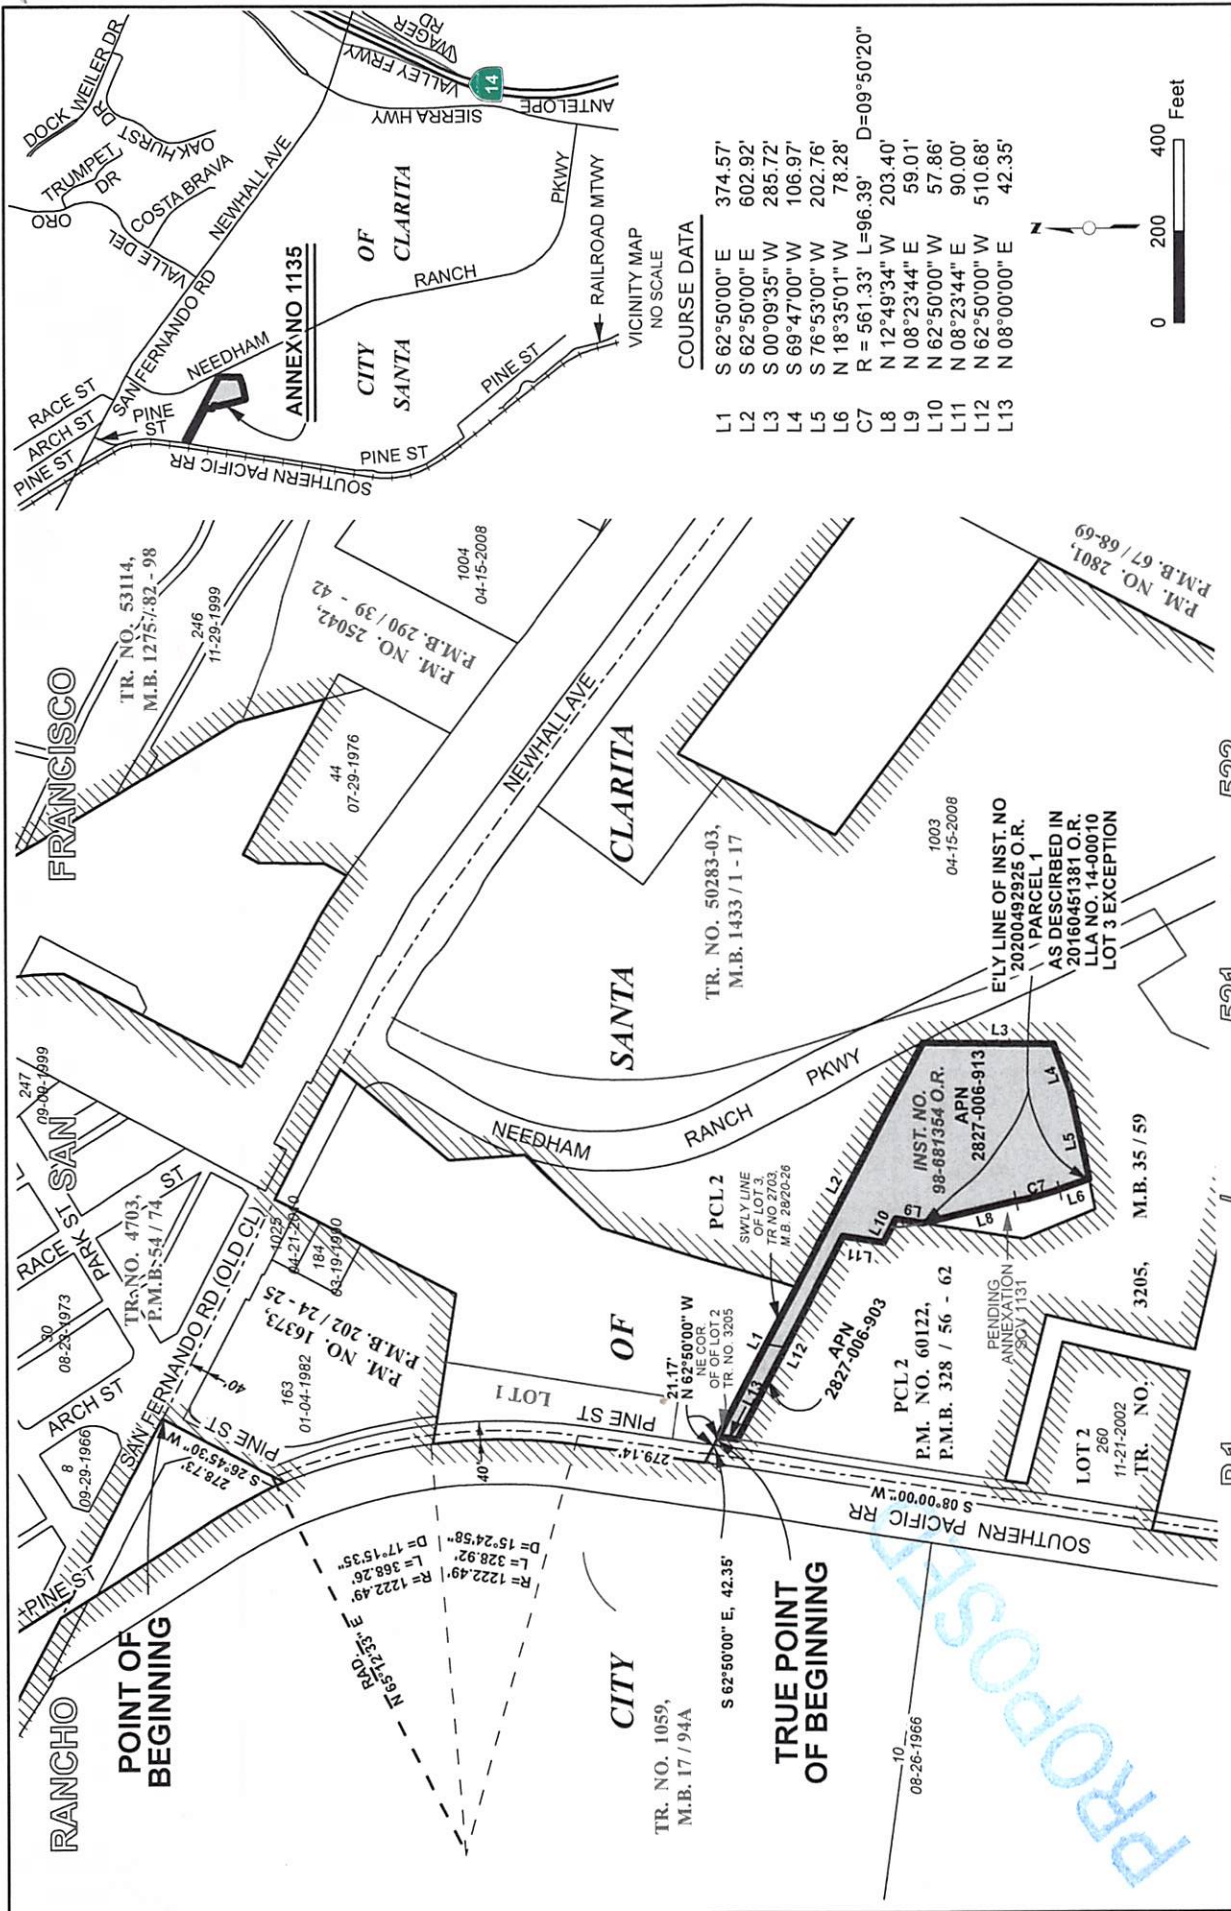 RANCHO
SAN
FRANCISCO
POINT OF
BEGINNING
PINE ST
8
09-29-1966
ARCH ST
30
08-23-1973
RACE ST
PARK ST
247
09-09-1999
TR. NO. 4703,
P.M.B. 54 / 74
SAN FERNANDO RD (OLD CL)
40'
278.73'
S 26°45'30" W
PINE ST
163
01-04-1982
P.M. NO. 16373,
P.M.B. 202 / 24 - 25
1025
04-21-2010
184
03-19-1990
TR. NO. 53114,
M.B. 1275 / 82 - 98
246
11-29-1999
44
07-29-1976
P.M. NO. 25042,
P.M.B. 290 / 39 - 42
1004
04-15-2008
NEWHALL AVE
RAD.
N 65°12'33" E
R= 1222.49'
L= 368.26'
D= 17°15'35"
R= 1222.49'
L= 328.92'
D= 15°24'58"
40'
LOT 1
PINE ST
279.14'
CITY
OF
SANTA
CLARITA
TR. NO. 1059,
M.B. 17 / 94A
TR. NO. 50283-03,
M.B. 1433 / 1 - 17
NEEDHAM
RANCH
PKWY
S 62°50'00" E, 42.35'
21.17'
N 62°50'00" W
NE COR.
OF OF LOT 2
TR. NO. 3205
PCL 2
SW'LY LINE
OF LOT 3,
TR NO. 2703,
M.B. 28/20-26
TRUE POINT
OF BEGINNING
L1
L2
L3
L4
L5
L6
C7
L8
L9
L10
L11
L12
L13
INST. NO.
98-681354 O.R.
APN
2827-006-913
APN
2827-006-903
PCL 2
P.M. NO. 60122,
P.M.B. 328 / 56 - 62
PENDING
ANNEXATION
SCV 1131
E'LY LINE OF INST. NO
20200492925 O.R.
PARCEL 1
AS DESCIRBED IN
20160451381 O.R.
LLA NO. 14-00010
LOT 3 EXCEPTION
1003
04-15-2008
P.M. NO. 2801,
P.M.B. 67 / 68-69
S 08°00'00" W
SOUTHERN PACIFIC RR
10
08-26-1966
LOT 2
260
11-21-2002
TR. NO. 3205, M.B. 35 / 59
PROPOSED
PINE ST
ARCH ST
RACE ST
PINE
ST
SAN FERNANDO RD
NEWHALL AVE
VALLE DEL
ORO
TRUMPET
DR
COSTA BRAVA
OAKHURST
DR
DOCK WEILER DR
VALLEY FRWY
WAGER
RD
14
SIERRA HWY
ANTELOPE
NEEDHAM
RANCH
PKWY
ANNEX NO 1135
CITY OF
SANTA CLARITA
SOUTHERN PACIFIC RR
PINE ST
PINE ST
RAILROAD MTWY
VICINITY MAP
NO SCALE
COURSE DATA
L1 S 62°50'00" E 374.57'
L2 S 62°50'00" E 602.92'
L3 S 00°09'35" W 285.72'
L4 S 69°47'00" W 106.97'
L5 S 76°53'00" W 202.76'
L6 N 18°35'01" W 78.28'
C7 R = 561.33' L=96.39' D=09°50'20"
L8 N 12°49'34" W 203.40'
L9 N 08°23'44" E 59.01'
L10 N 62°50'00" W 57.86'
L11 N 08°23'44" E 90.00'
L12 N 62°50'00" W 510.68'
L13 N 08°00'00" E 42.35'
N
0 200 400
Feet